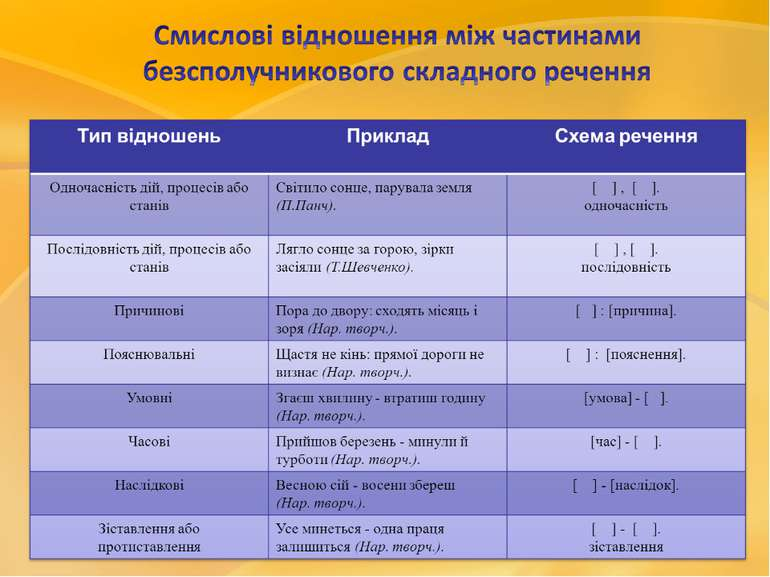 Смислові відношення між частинами
безсполучникового складного речення
Тип відношень Приклад Схема речення
Одночасність дій, процесів або
станів
Світило сонце, парувала земля
(П.Панч).
[ ] , [ ].
одночасність
Послідовність дій, процесів або
станів
Лягло сонце за горою, зірки
засіяли (Т.Шевченко).
[ ] , [ ].
послідовність
Причинові
Пора до двору: сходять місяць і
зоря (Нар. творч.).
[ ] : [причина].
Пояснювальні
Щастя не кінь: прямої дороги не
визнає (Нар. творч.).
[ ] : [пояснення].
Умовні
Згаєш хвилину - втратиш годину
(Нар. творч.).
[умова] - [ ].
Часові
Прийшов березень - минули й
турботи (Нар. творч.).
[час] - [ ].
Наслідкові
Весною сій - восени збереш
(Нар. творч.).
[ ] - [наслідок].
Зіставлення або
протиставлення
Усе минеться - одна праця
залишиться (Нар. творч.).
[ ] - [ ].
зіставлення